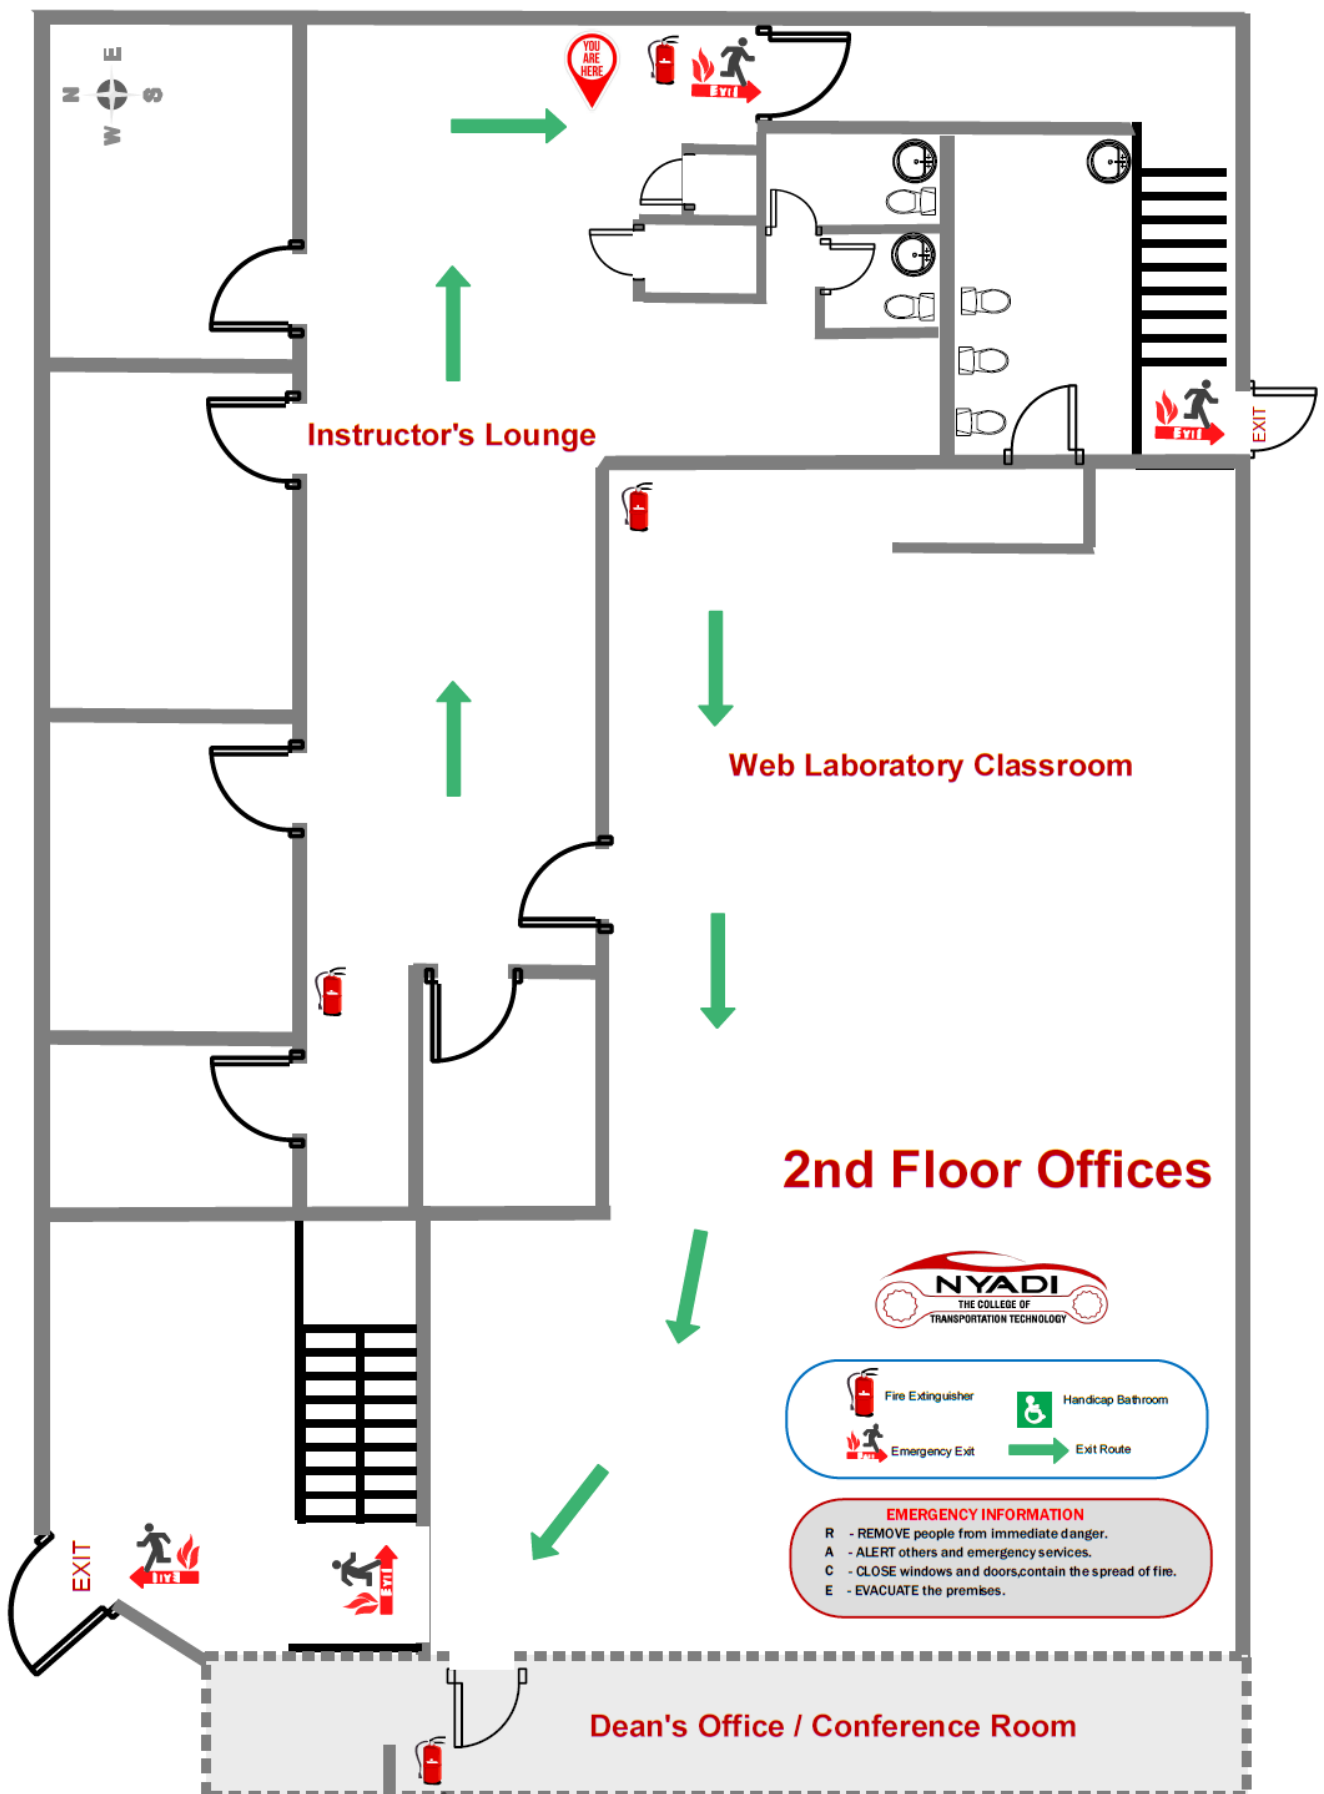 E
N
S
W
YOU
ARE
HERE
Exit
Instructor's Lounge
Exit
EXIT
Web Laboratory Classroom
2nd Floor Offices
NYADI
THE COLLEGE OF
TRANSPORTATION TECHNOLOGY
Fire Extinguisher
Handicap Bathroom
Emergency Exit
Exit Route
EMERGENCY INFORMATION
R - REMOVE people from immediate danger.
A - ALERT others and emergency services.
C - CLOSE windows and doors,contain the spread of fire.
E - EVACUATE the premises.
EXIT
Exit
Exit
Dean's Office / Conference Room